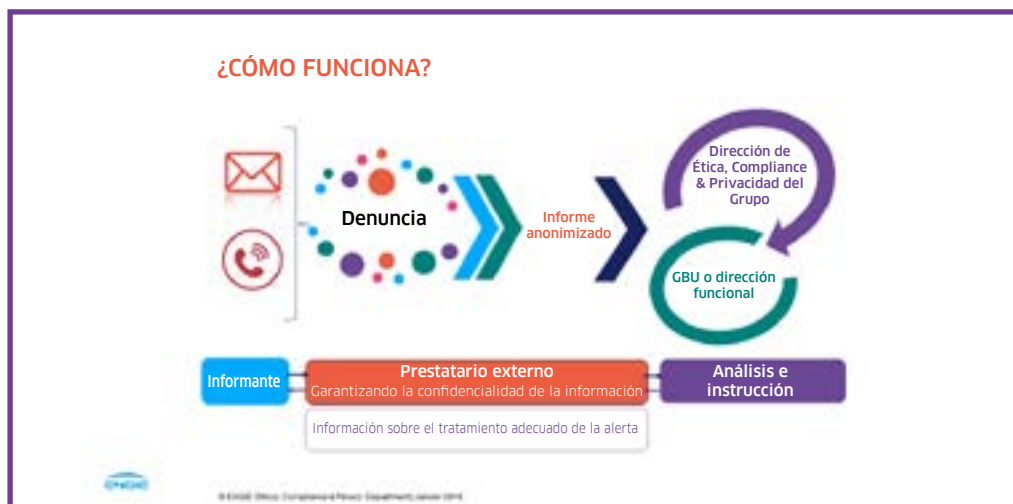 ¿CÓMO FUNCIONA?
Denuncia
Informe
anonimizado
Dirección de
Ética, Compliance
& Privacidad del
Grupo
GBU o dirección
funcional
Informante
Prestatario externo
Garantizando la confidencialidad de la información
Análisis e
instrucción
Información sobre el tratamiento adecuado de la alerta
ENGIE